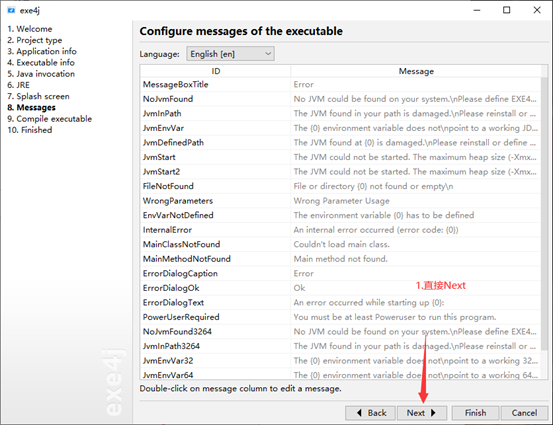 exe4j
1. Welcome
2. Project type
3. Application info
4. Executable info
5. Java invocation
6. JRE
7. Splash screen
8. Messages
9. Compile executable
10. Finished
exe4j
Configure messages of the executable
Language: English [en]
ID Message
MessageBoxTitle Error
NoJvmFound No JVM could be found on your system.\nPlease define EXE4...
JvmInPath The JVM found in your path is damaged.\nPlease reinstall or ...
JvmEnvVar The {0} environment variable does not\npoint to a working JD...
JvmDefinedPath The JVM found at {0} is damaged.\nPlease reinstall or define ...
JvmStart The JVM could not be started. The maximum heap size (-Xmx...
JvmStart2 The JVM could not be started. The maximum heap size (-Xmx...
FileNotFound File or directory {0} not found or empty\n
WrongParameters Wrong Parameter Usage
EnvVarNotDefined The environment variable {0} has to be defined
InternalError An internal error occurred (error code: {0})
MainClassNotFound Couldn't load main class.
MainMethodNotFound Main method not found.
ErrorDialogCaption Error
ErrorDialogOk Ok
1.直接Next
ErrorDialogText An error occurred while starting up {0}:
PowerUserRequired You must be at least Poweruser to run this program.
NoJvmFound3264 No JVM could be found on your system.\nPlease define EXE4...
JvmInPath3264 The JVM found in your path is damaged.\nPlease reinstall or ...
JvmEnvVar32 The {0} environment variable does not\npoint to a working 32...
JvmEnvVar64 The {0} environment variable does not\npoint to a working 64...
Double-click on message column to edit a message.
Back Next Finish Cancel